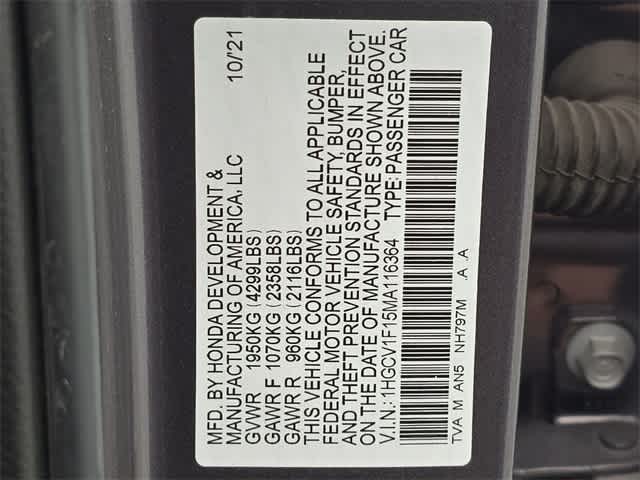 MFD. BY HONDA DEVELOPMENT &
MANUFACTURING OF AMERICA, LLC 10/21
GVWR 1950KG (4299LBS)
GAWR F 1070KG (2358LBS)
GAWR R 960KG (2116LBS)
THIS VEHICLE CONFORMS TO ALL APPLICABLE
FEDERAL MOTOR VEHICLE SAFETY, BUMPER,
AND THEFT PREVENTION STANDARDS IN EFFECT
ON THE DATE OF MANUFACTURE SHOWN ABOVE.
V.I.N.: 1HGCV1F15MA116364 TYPE: PASSENGER CAR
TVA M AN5 NH797M .A .A